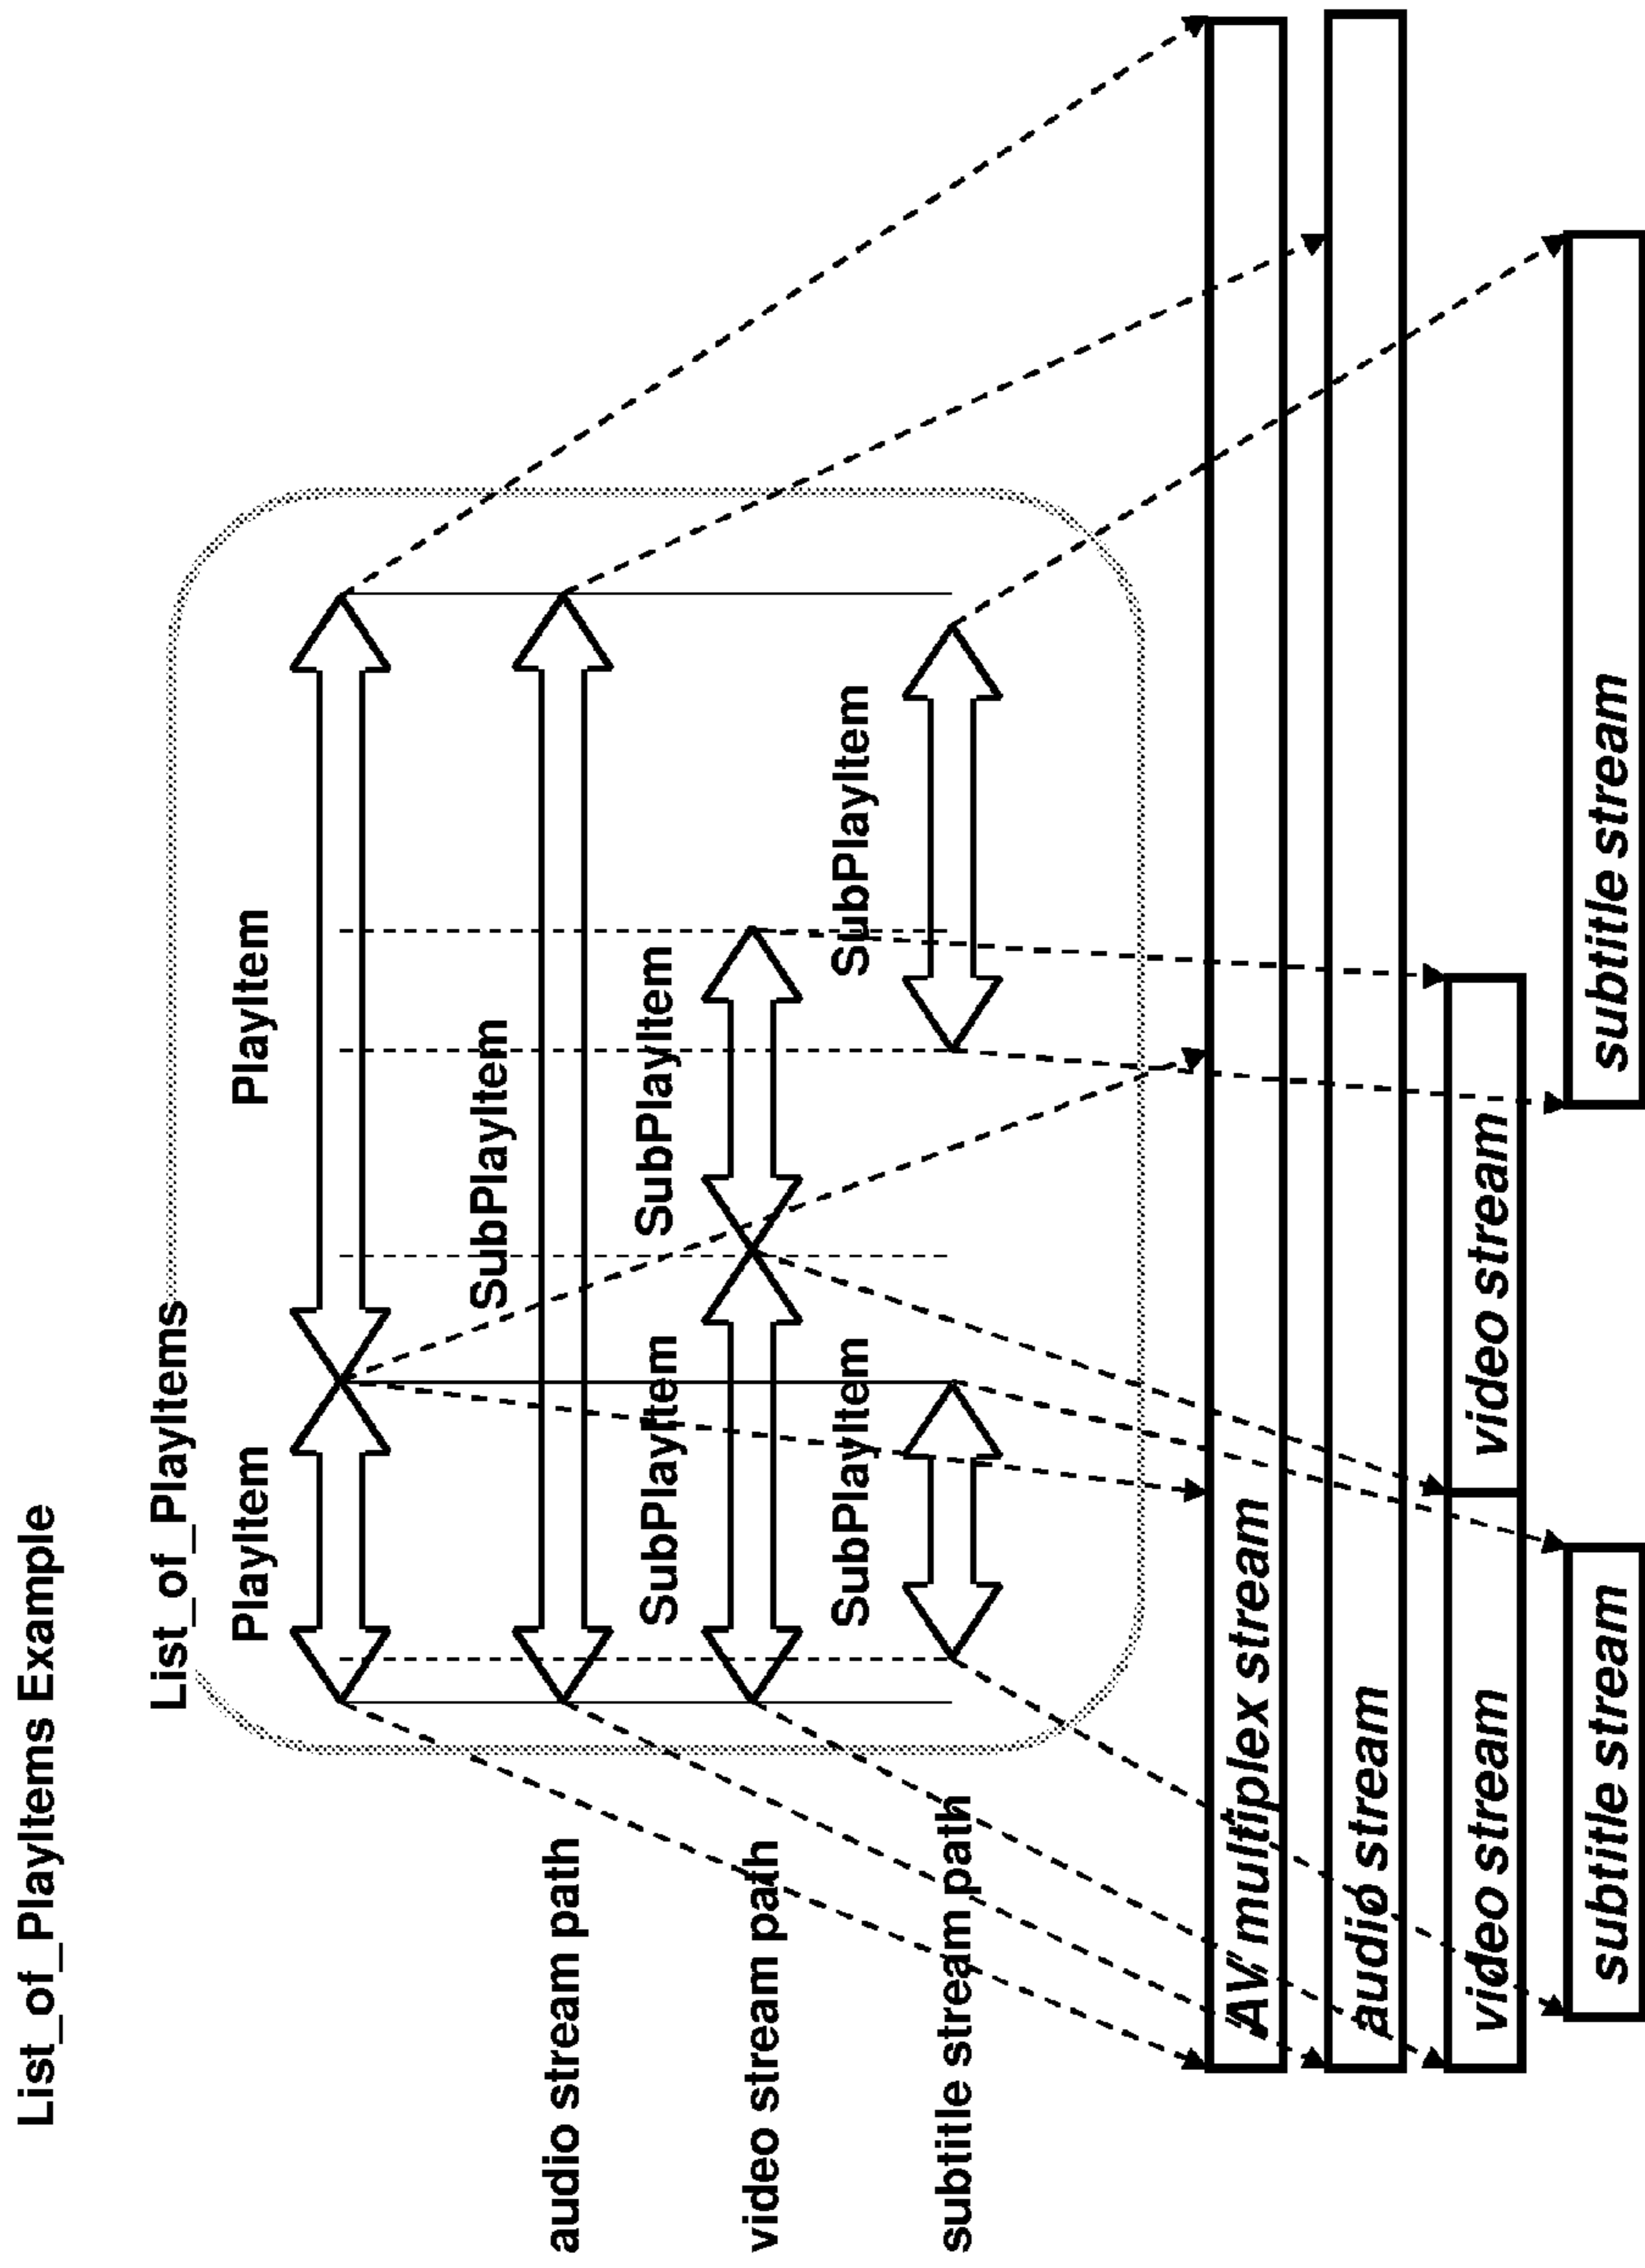 List_of_PlayItems Example
List_of_PlayItems
PlayItem
PlayItem
SubPlayItem
audio stream path
SubPlayItem
SubPlayItem
video stream path
SubPlayItem
SubPlayItem
subtitle stream path
AV multiplex stream
audio stream
video stream
video stream
subtitle stream
subtitle stream